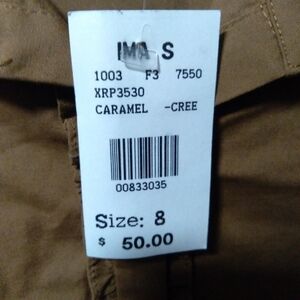 IMA S
1003 F3 7550
XRP3530
CARAMEL -CREE
00833035
Size: 8
$ 50.00